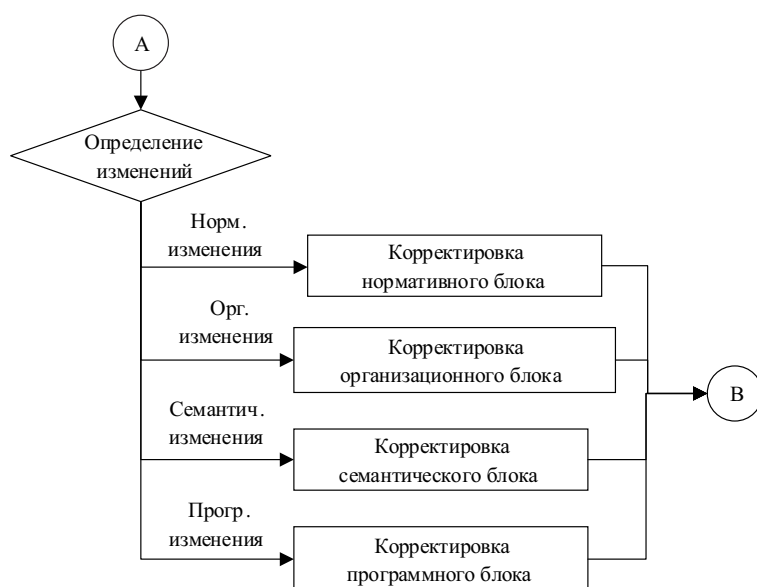 A
Определение
изменений
Норм.
изменения
Корректировка
нормативного блока
Орг.
изменения
Корректировка
организационного блока
B
Семантич.
изменения
Корректировка
семантического блока
Прогр.
изменения
Корректировка
программного блока